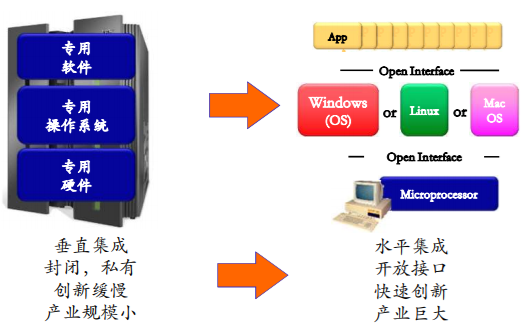 专用
软件
专用
操作系统
专用
硬件
垂直集成
封闭，私有
创新缓慢
产业规模小
App
Open Interface
Windows
(OS)
or
Linux
or
Mac
OS
Open Interface
Microprocessor
水平集成
开放接口
快速创新
产业巨大